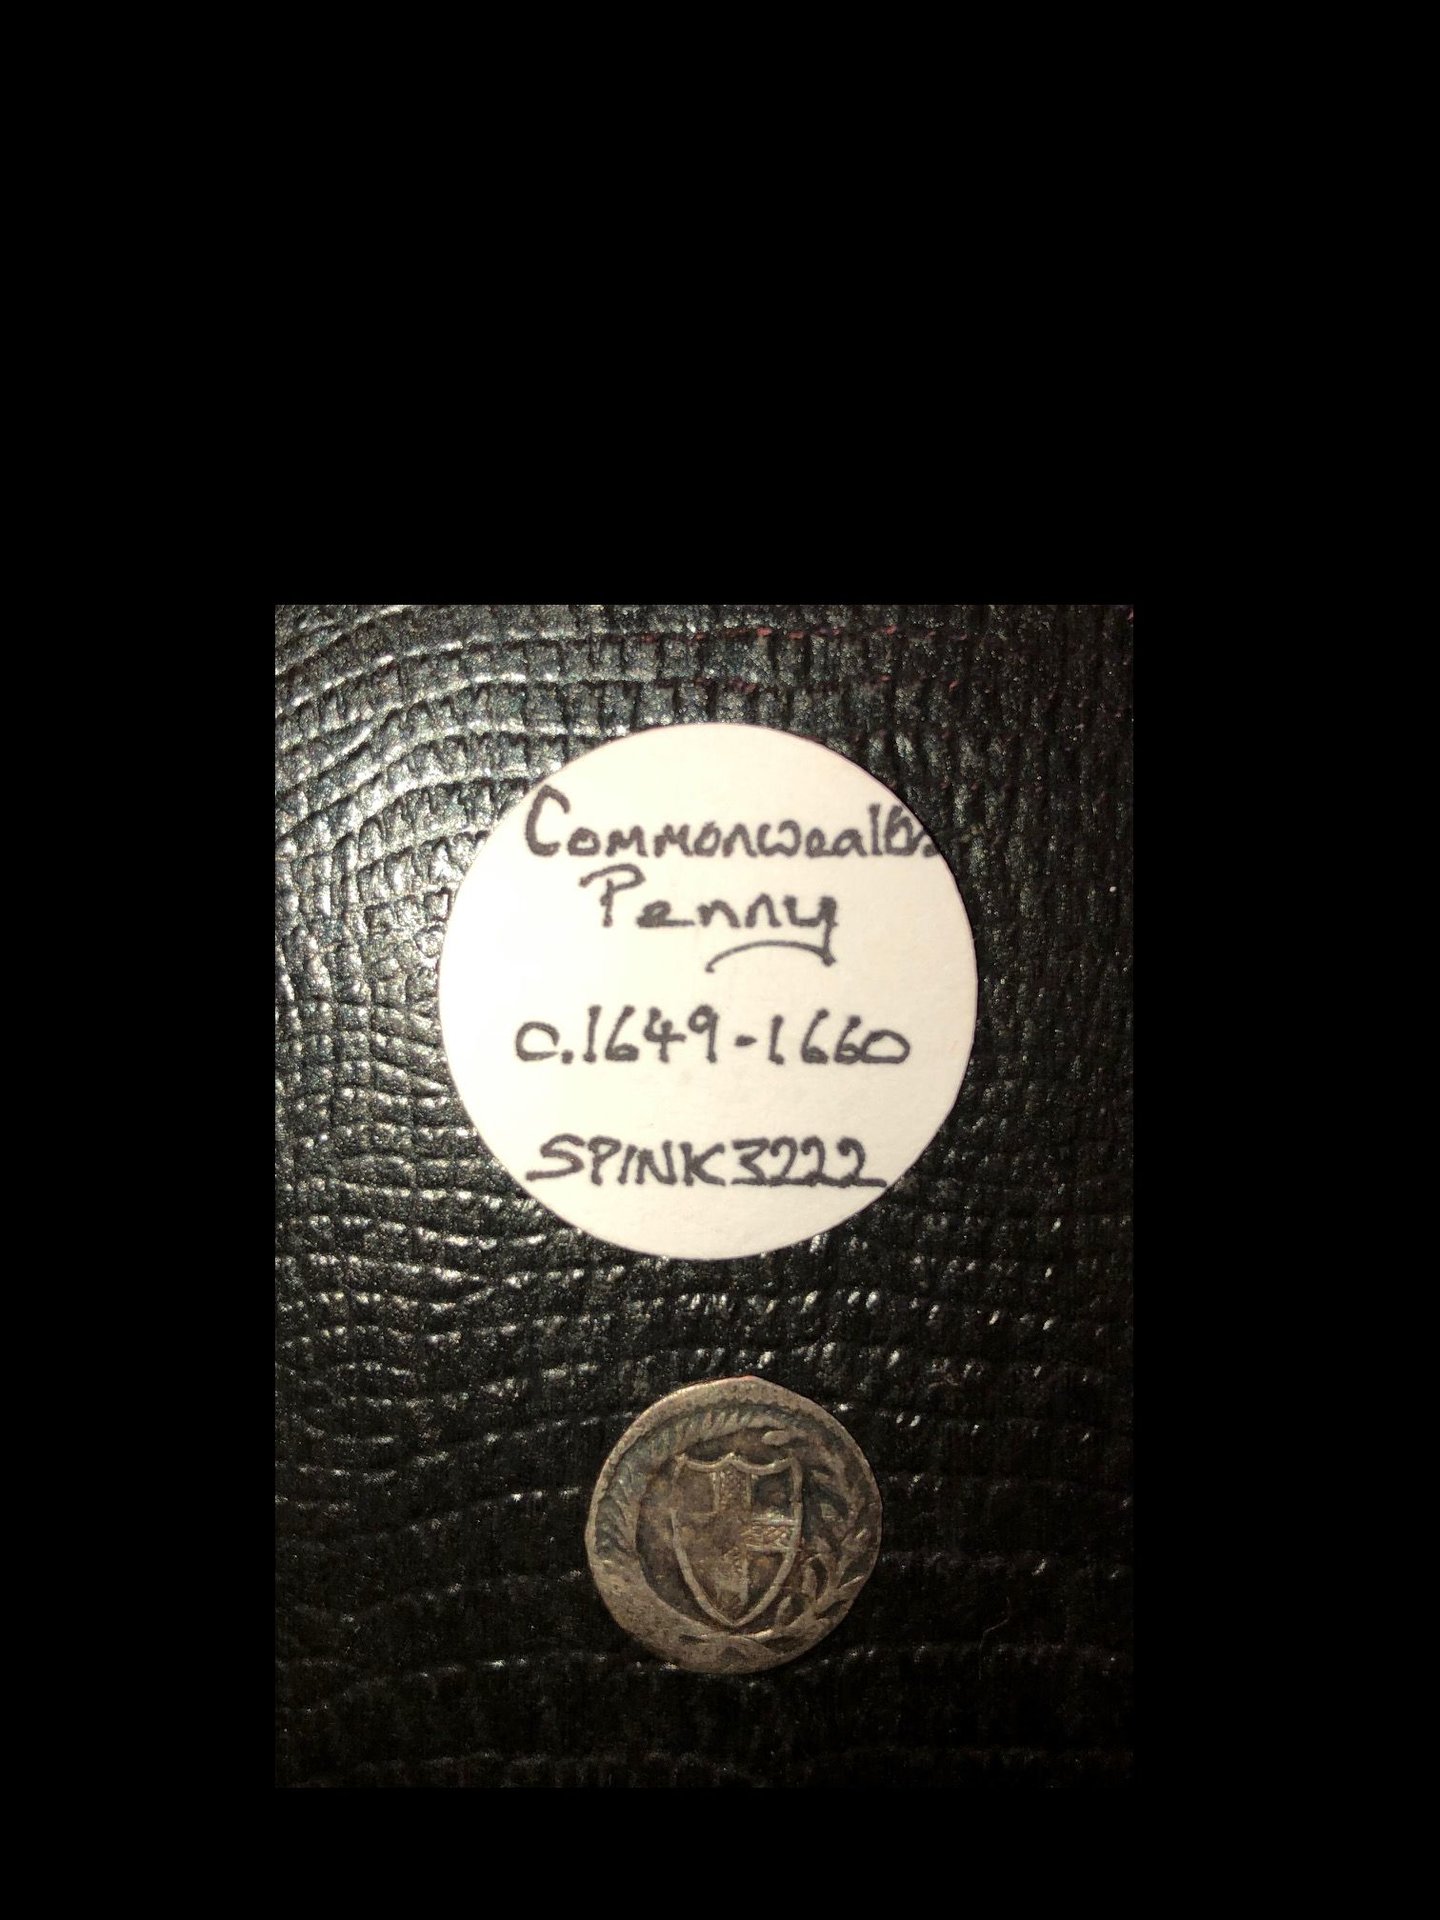 Commonwealth
Penny
c.1649-1660
SPINK3222